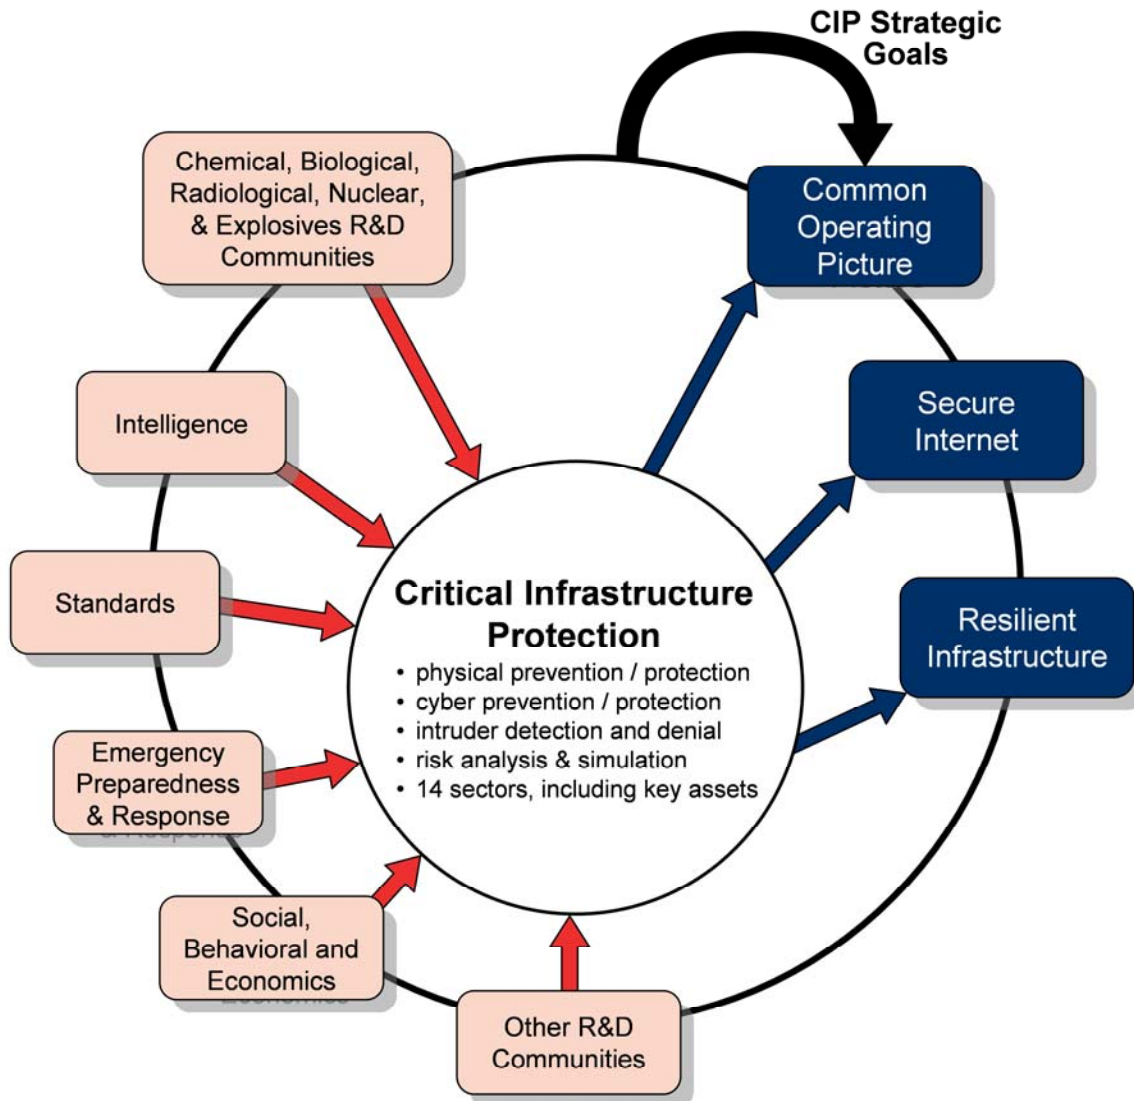 CIP Strategic
Goals
Chemical, Biological,
Radiological, Nuclear,
& Explosives R&D
Communities
Common
Operating
Picture
Intelligence
Secure
Internet
Standards
Resilient
Infrastructure
Critical Infrastructure
Protection
• physical prevention / protection
• cyber prevention / protection
• intruder detection and denial
• risk analysis & simulation
• 14 sectors, including key assets
Emergency
Preparedness
& Response
Social,
Behavioral and
Economics
Other R&D
Communities